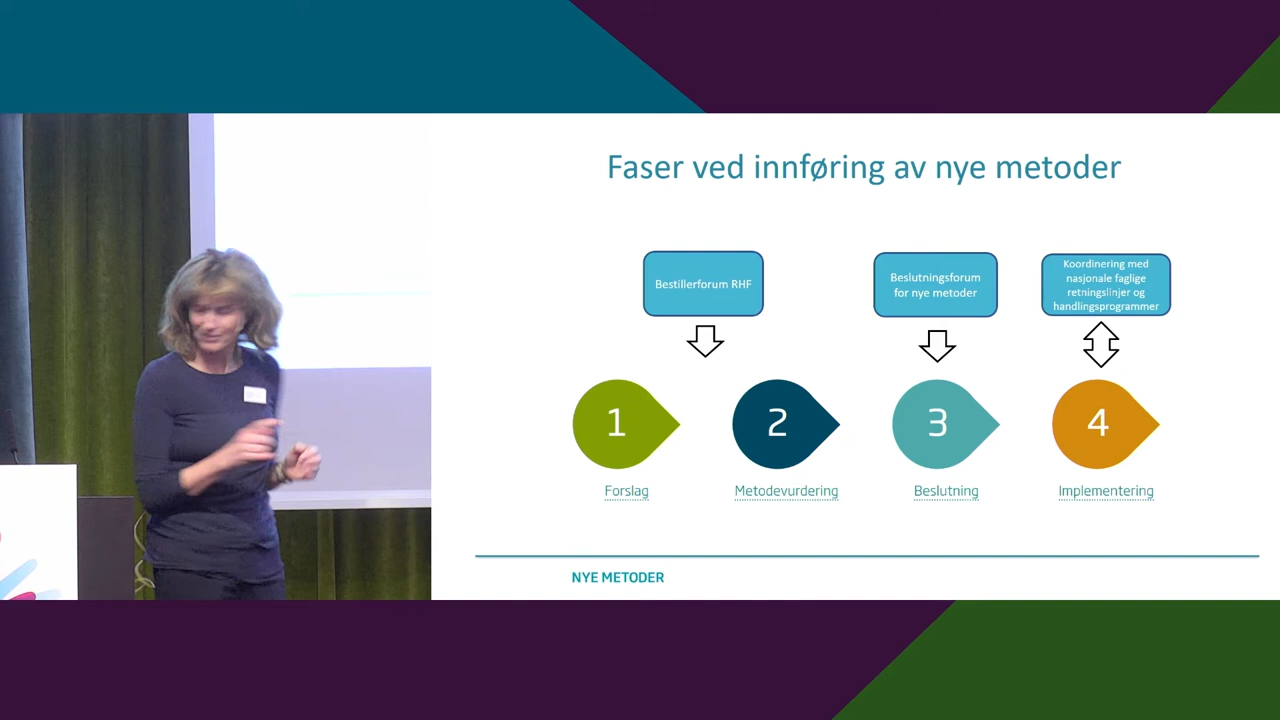 Faser ved innføring av nye metoder
Bestillerforum RHF
Beslutningsforum
for nye metoder
Koordinering med
nasjonale faglige
retningslinjer og
handlingsprogrammer
1
2
3
4
Forslag
Metodevurdering
Beslutning
Implementering
NYE METODER